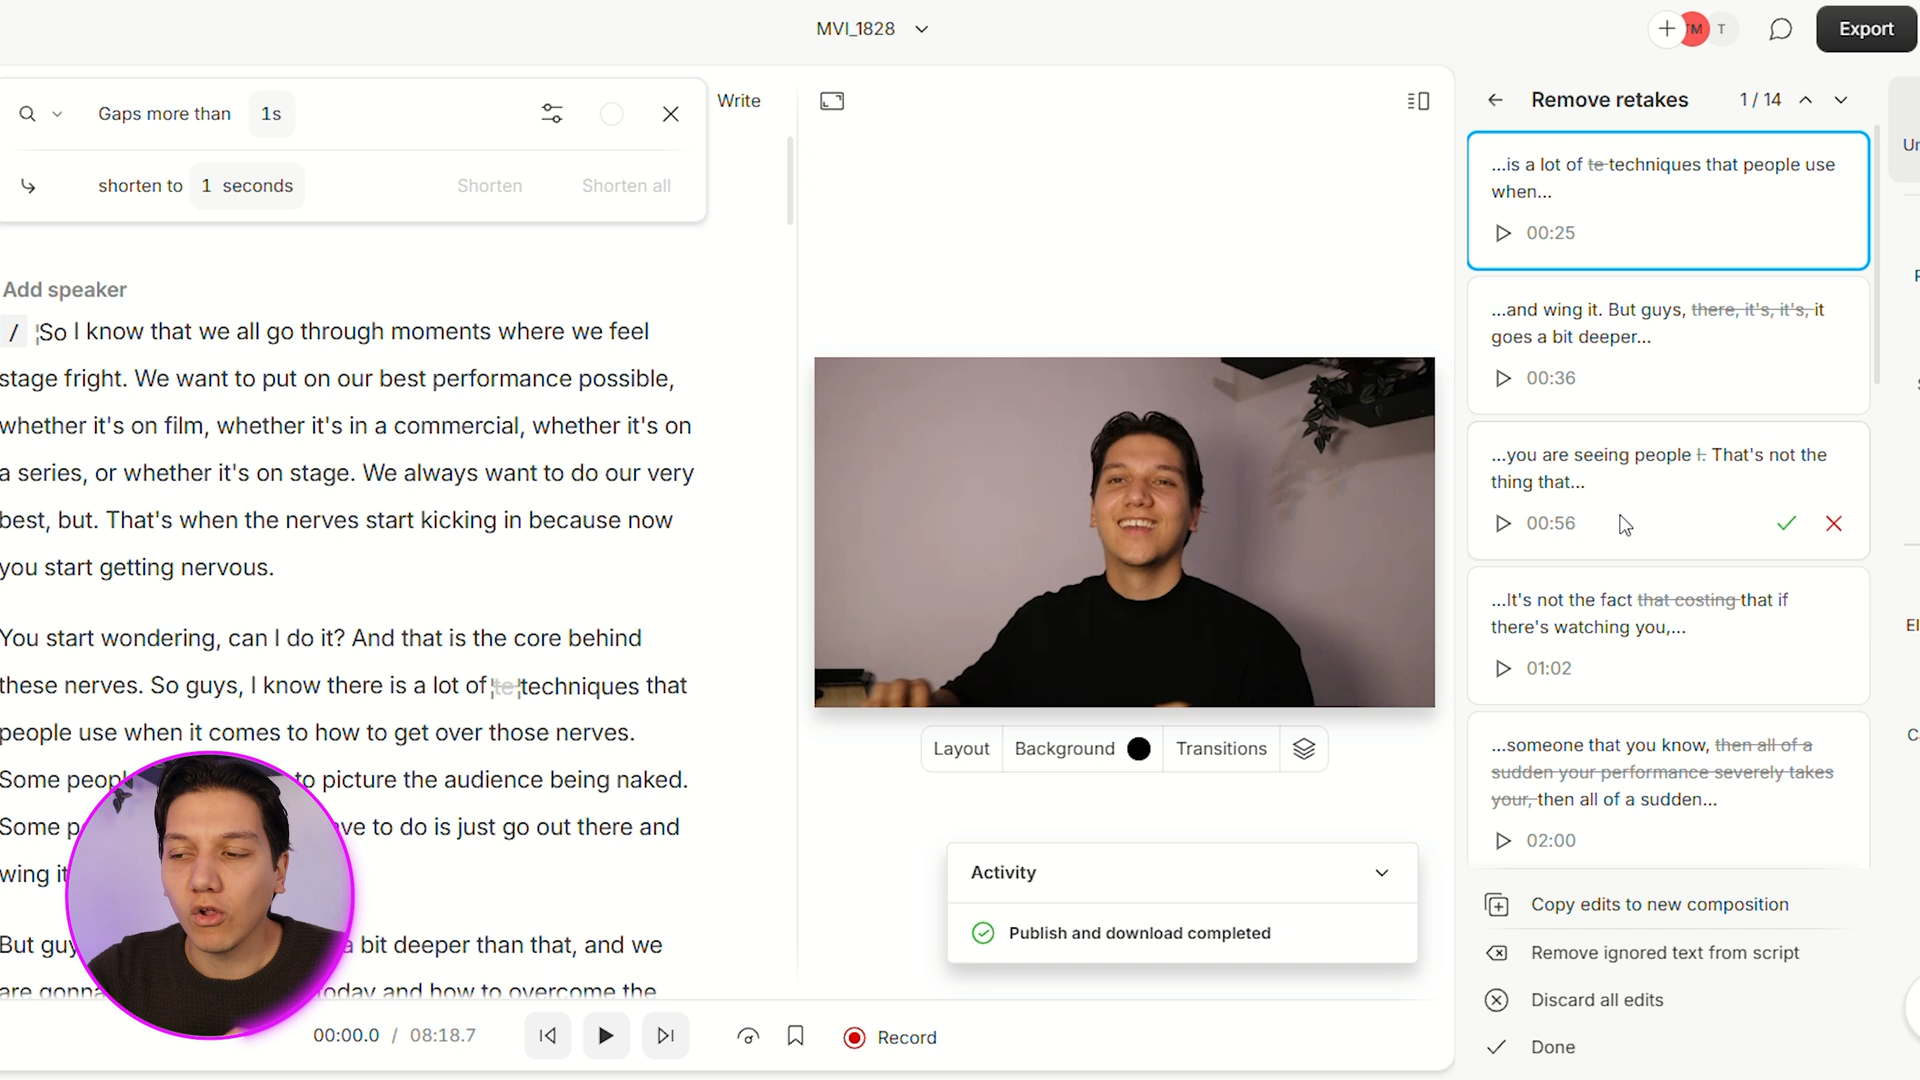 MVI_1828
TM
T
Export
Gaps more than 1s
shorten to 1 seconds
Shorten
Shorten all
Write
Add speaker
/ So I know that we all go through moments where we feel
stage fright. We want to put on our best performance possible,
whether it's on film, whether it's in a commercial, whether it's on
a series, or whether it's on stage. We always want to do our very
best, but. That's when the nerves start kicking in because now
you start getting nervous.
You start wondering, can I do it? And that is the core behind
these nerves. So guys, I know there is a lot of te techniques that
people use when it comes to how to get over those nerves.
Some to picture the audience being naked.
Some to do is just go out there and
wing
But a bit deeper than that, and we
are and how to overcome the
00:00.0 / 08:18.7
Record
Layout
Background
Transitions
Activity
Publish and download completed
Remove retakes
1 / 14
...is a lot of te techniques that people use
when...
00:25
...and wing it. But guys, there, it's, it's, it
goes a bit deeper...
00:36
...you are seeing people I. That's not the
thing that...
00:56
...It's not the fact that costing that if
there's watching you,...
01:02
...someone that you know, then all of a
sudden your performance severely takes
your, then all of a sudden...
02:00
Copy edits to new composition
Remove ignored text from script
Discard all edits
Done